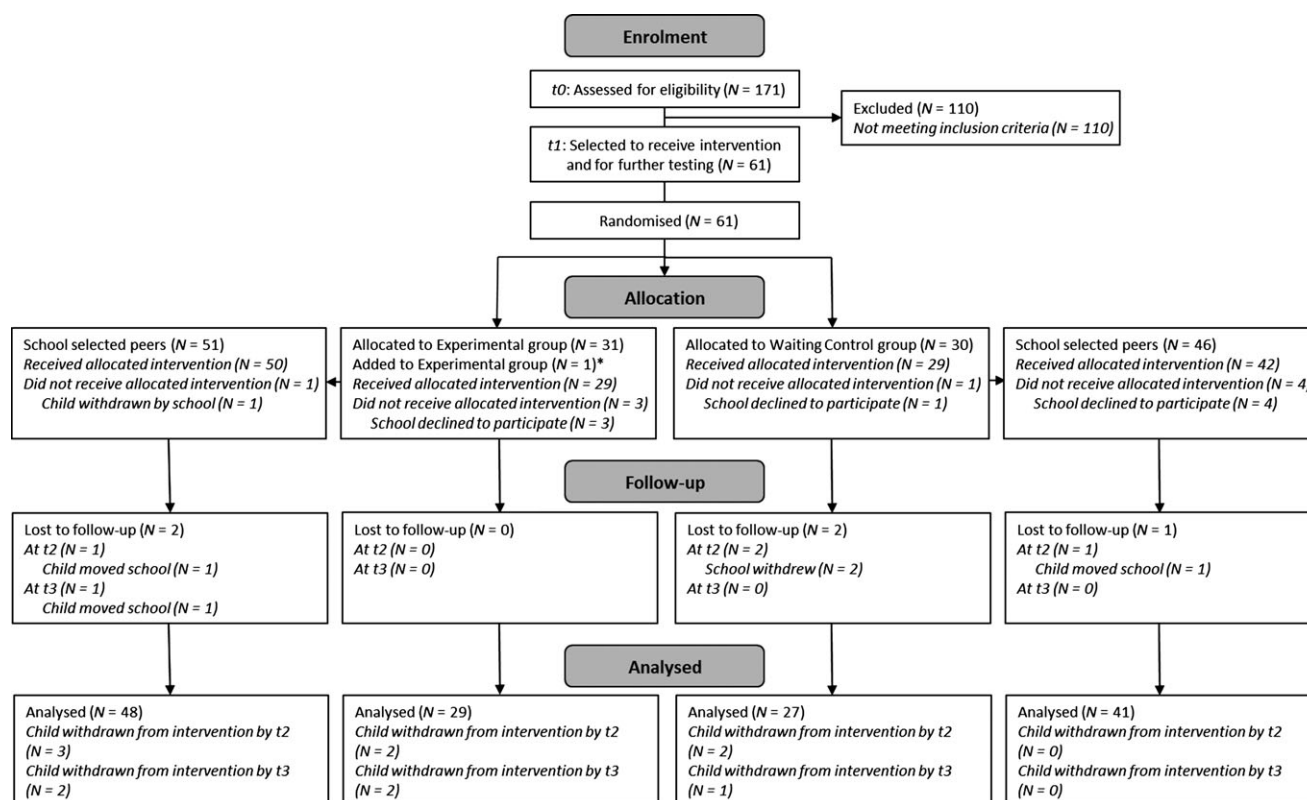 Enrolment
t0: Assessed for eligibility (N = 171)
Excluded (N = 110)
Not meeting inclusion criteria (N = 110)
t1: Selected to receive intervention
and for further testing (N = 61)
Randomised (N = 61)
Allocation
School selected peers (N = 51)
Received allocated intervention (N = 50)
Did not receive allocated intervention (N = 1)
Child withdrawn by school (N = 1)
Allocated to Experimental group (N = 31)
Added to Experimental group (N = 1)*
Received allocated intervention (N = 29)
Did not receive allocated intervention (N = 3)
School declined to participate (N = 3)
Allocated to Waiting Control group (N = 30)
Received allocated intervention (N = 29)
Did not receive allocated intervention (N = 1)
School declined to participate (N = 1)
School selected peers (N = 46)
Received allocated intervention (N = 42)
Did not receive allocated intervention (N = 4)
School declined to participate (N = 4)
Follow-up
Lost to follow-up (N = 2)
At t2 (N = 1)
Child moved school (N = 1)
At t3 (N = 1)
Child moved school (N = 1)
Lost to follow-up (N = 0)
At t2 (N = 0)
At t3 (N = 0)
Lost to follow-up (N = 2)
At t2 (N = 2)
School withdrew (N = 2)
At t3 (N = 0)
Lost to follow-up (N = 1)
At t2 (N = 1)
Child moved school (N = 1)
At t3 (N = 0)
Analysed
Analysed (N = 48)
Child withdrawn from intervention by t2
(N = 3)
Child withdrawn from intervention by t3
(N = 2)
Analysed (N = 29)
Child withdrawn from intervention by t2
(N = 2)
Child withdrawn from intervention by t3
(N = 2)
Analysed (N = 27)
Child withdrawn from intervention by t2
(N = 2)
Child withdrawn from intervention by t3
(N = 1)
Analysed (N = 41)
Child withdrawn from intervention by t2
(N = 0)
Child withdrawn from intervention by t3
(N = 0)